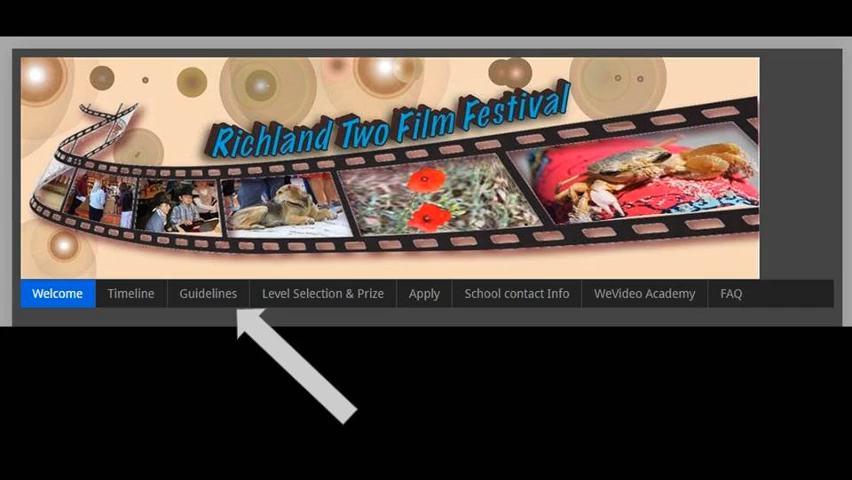 Richland Two Film Festival
Welcome Timeline Guidelines Level Selection & Prize Apply School contact Info WeVideo Academy FAQ